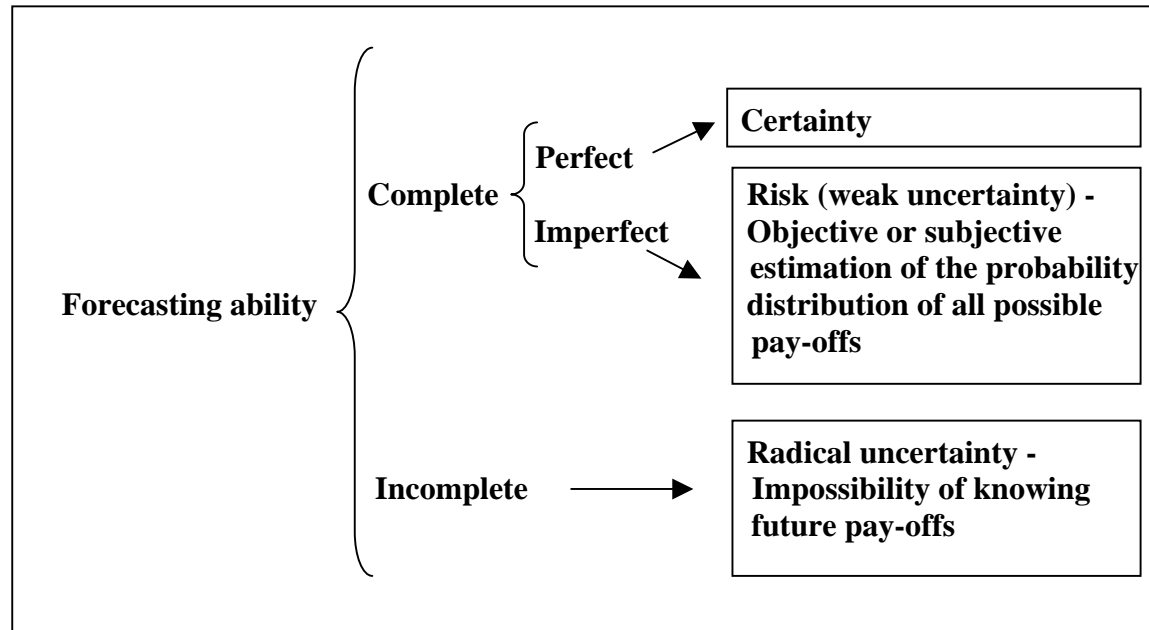 Forecasting ability
Complete
Perfect
Certainty
Imperfect
Risk (weak uncertainty) -
Objective or subjective
estimation of the probability
distribution of all possible
pay-offs
Incomplete
Radical uncertainty -
Impossibility of knowing
future pay-offs